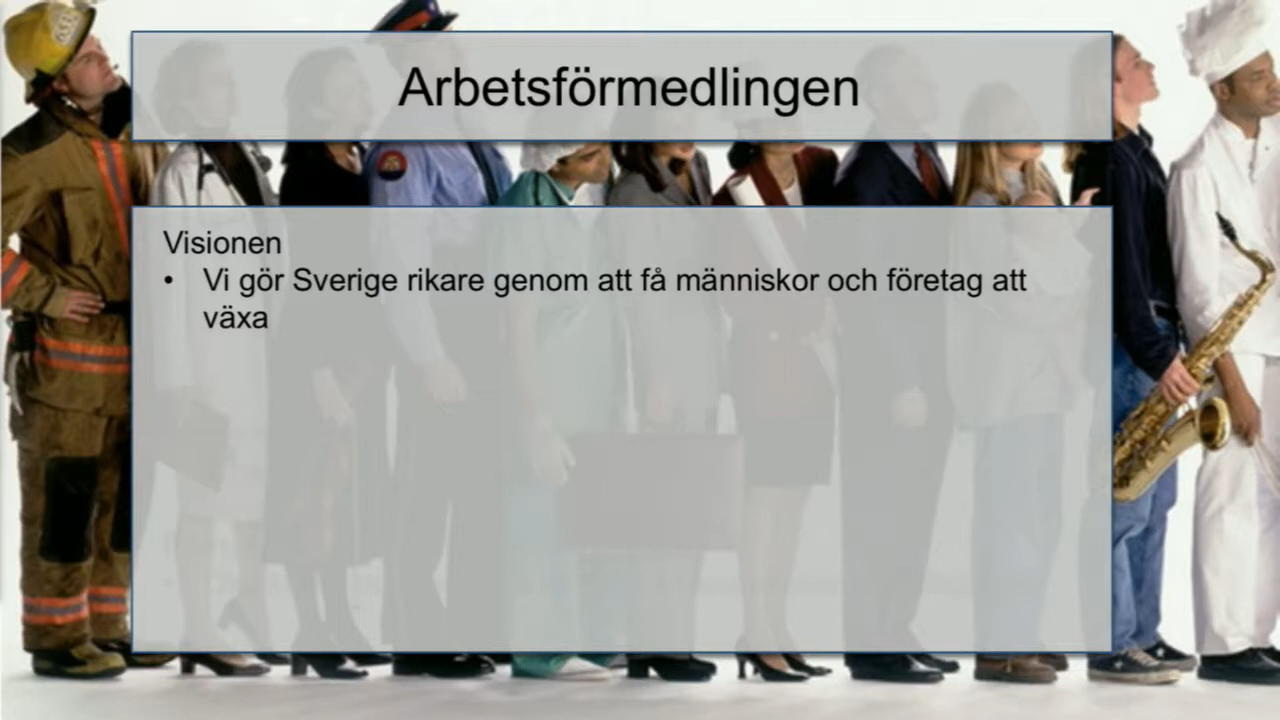 Arbetsförmedlingen
Visionen
• Vi gör Sverige rikare genom att få människor och företag att
växa